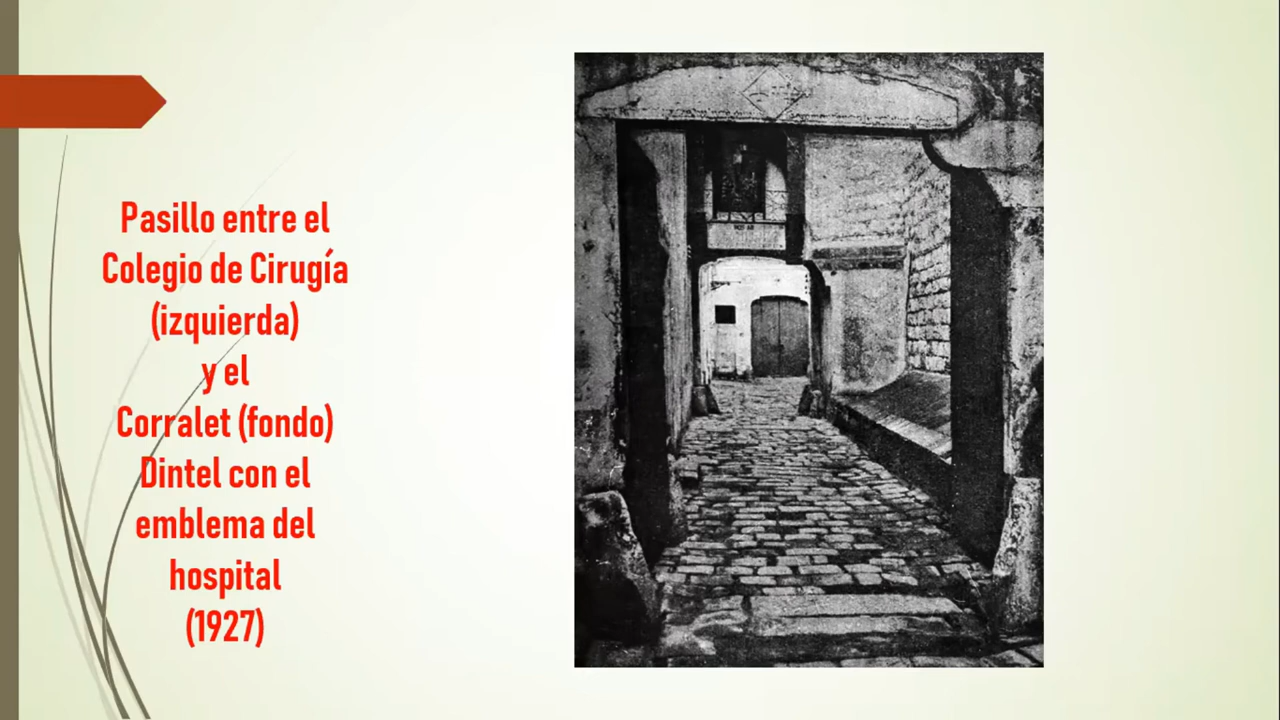 Pasillo entre el
Colegio de Cirugía
(izquierda)
y el
Corralet (fondo)
Dintel con el
emblema del
hospital
(1927)